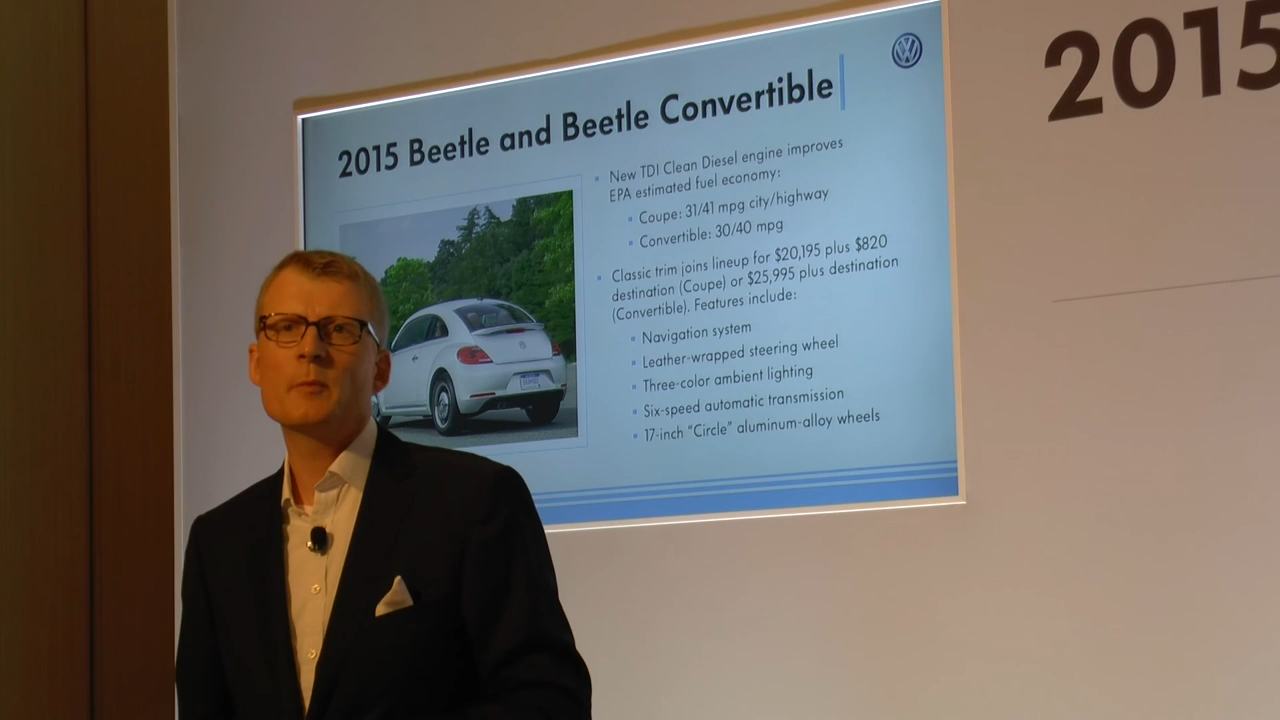 2015
2015 Beetle and Beetle Convertible
New TDI Clean Diesel engine improves
EPA estimated fuel economy:
Coupe: 31/41 mpg city/highway
Convertible: 30/40 mpg
Classic trim joins lineup for $20,195 plus $820
destination (Coupe) or $25,995 plus destination
(Convertible). Features include:
Navigation system
Leather-wrapped steering wheel
Three-color ambient lighting
Six-speed automatic transmission
17-inch “Circle” aluminum-alloy wheels